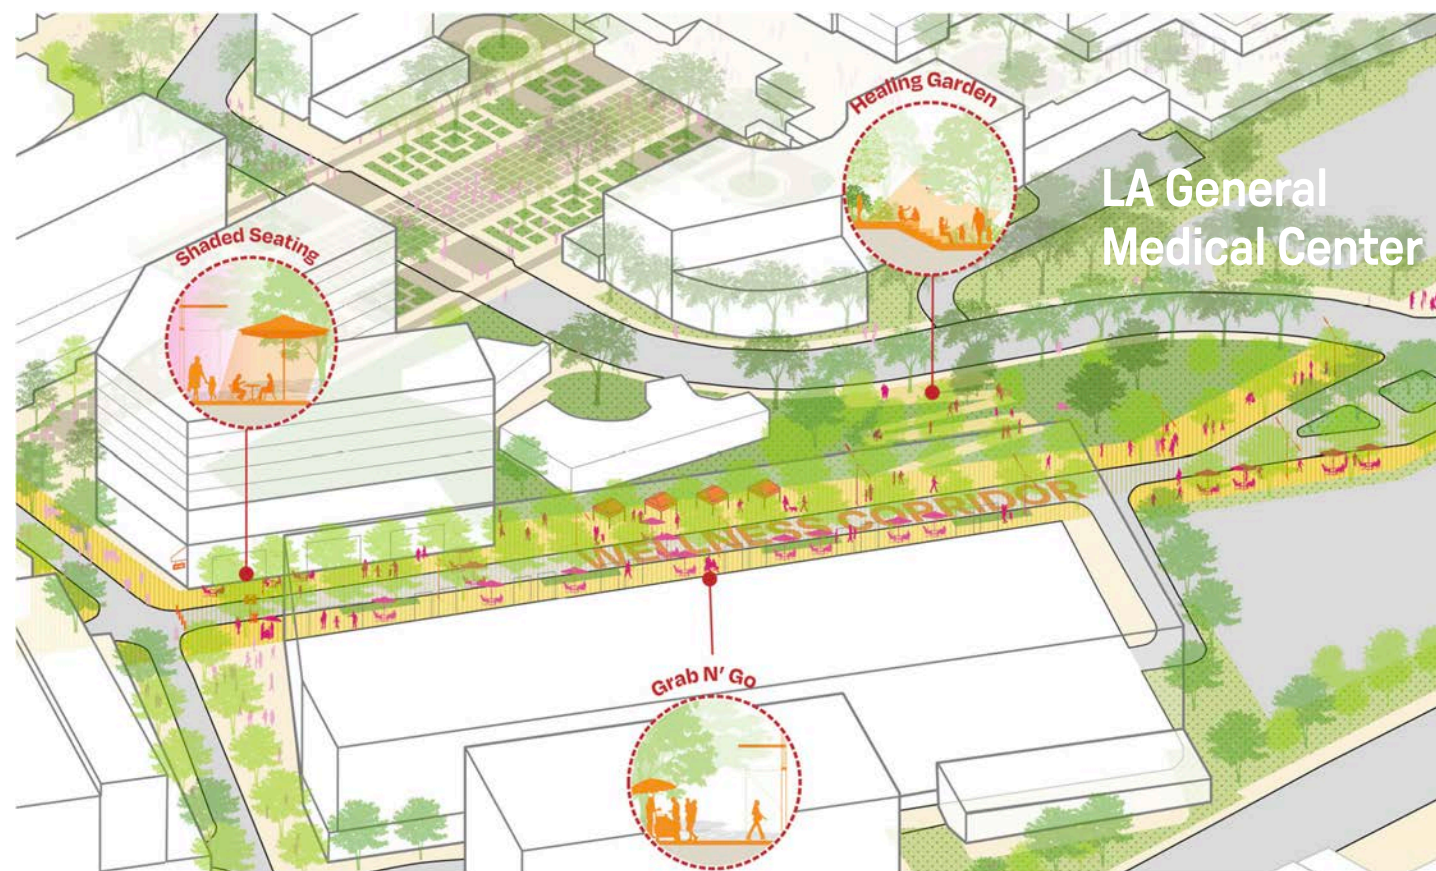 Healing Garden
LA General
Medical Center
Shaded Seating
WELLNESS CORRIDOR
Grab N' Go